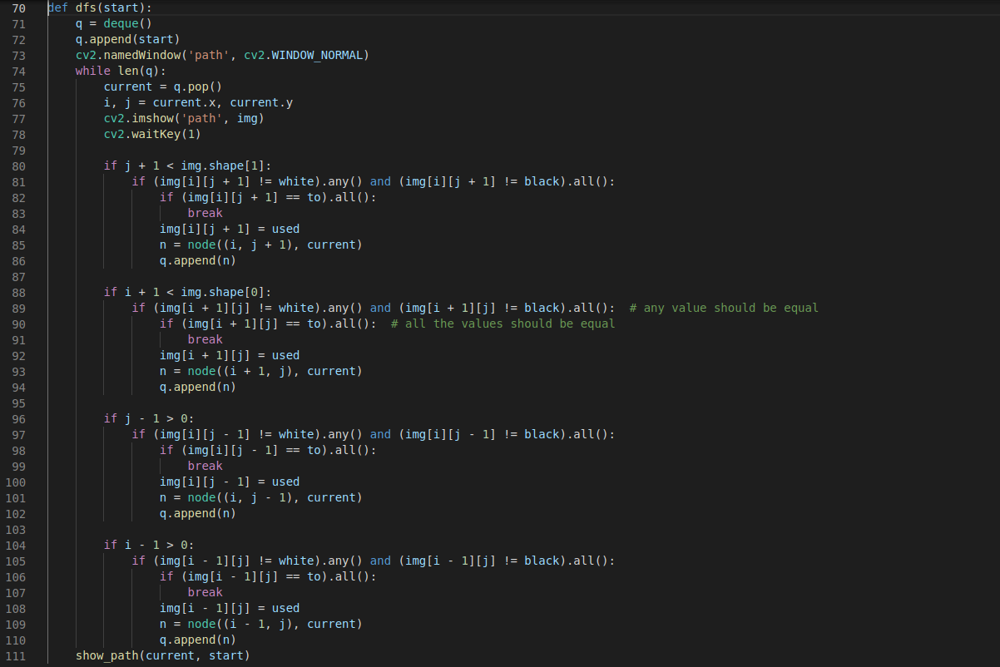 70 def dfs(start):
71     q = deque()
72     q.append(start)
73     cv2.namedWindow('path', cv2.WINDOW_NORMAL)
74     while len(q):
75         current = q.pop()
76         i, j = current.x, current.y
77         cv2.imshow('path', img)
78         cv2.waitKey(1)
79
80         if j + 1 < img.shape[1]:
81             if (img[i][j + 1] != white).any() and (img[i][j + 1] != black).all():
82                 if (img[i][j + 1] == to).all():
83                     break
84                 img[i][j + 1] = used
85                 n = node((i, j + 1), current)
86                 q.append(n)
87
88         if i + 1 < img.shape[0]:
89             if (img[i + 1][j] != white).any() and (img[i + 1][j] != black).all():  # any value should be equal
90                 if (img[i + 1][j] == to).all():  # all the values should be equal
91                     break
92                 img[i + 1][j] = used
93                 n = node((i + 1, j), current)
94                 q.append(n)
95
96         if j - 1 > 0:
97             if (img[i][j - 1] != white).any() and (img[i][j - 1] != black).all():
98                 if (img[i][j - 1] == to).all():
99                     break
100                 img[i][j - 1] = used
101                 n = node((i, j - 1), current)
102                 q.append(n)
103
104         if i - 1 > 0:
105             if (img[i - 1][j] != white).any() and (img[i - 1][j] != black).all():
106                 if (img[i - 1][j] == to).all():
107                     break
108                 img[i - 1][j] = used
109                 n = node((i - 1, j), current)
110                 q.append(n)
111     show_path(current, start)